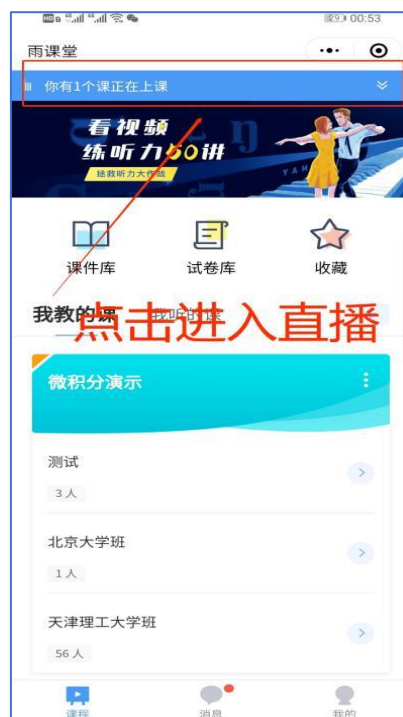 00:53
雨课堂
你有1个课正在上课
看视频
练听力50讲
拯救听力大作战
YAH
课件库
试卷库
收藏
我教的课
我听的课
点击进入直播
微积分演示
测试
3人
北京大学班
1人
天津理工大学班
56人
课程
消息
我的